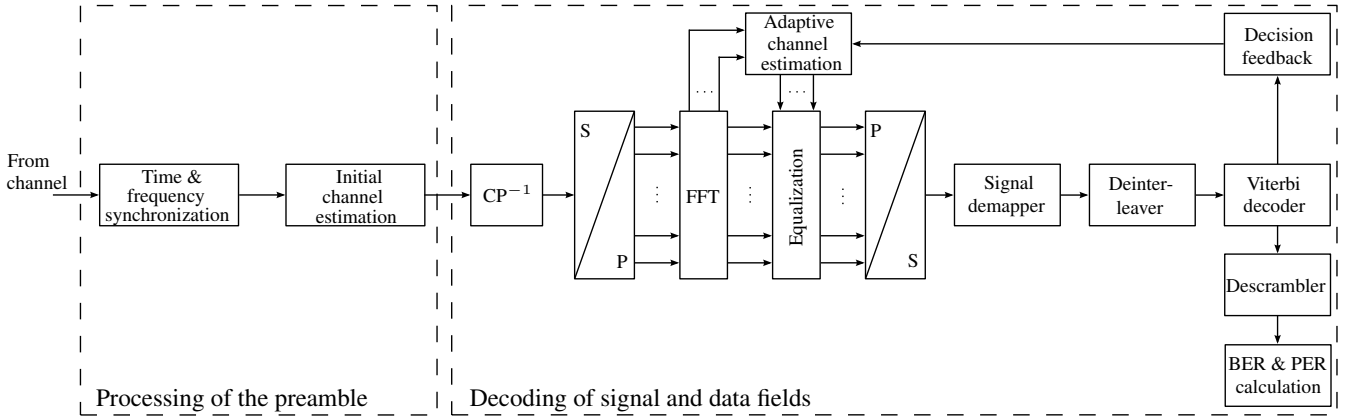 From
channel
Time &
frequency
synchronization
Initial
channel
estimation
CP−1
S
P
FFT
Adaptive
channel
estimation
Equalization
P
S
Signal
demapper
Deinter-
leaver
Viterbi
decoder
Decision
feedback
Descrambler
BER & PER
calculation
Processing of the preamble
Decoding of signal and data fields